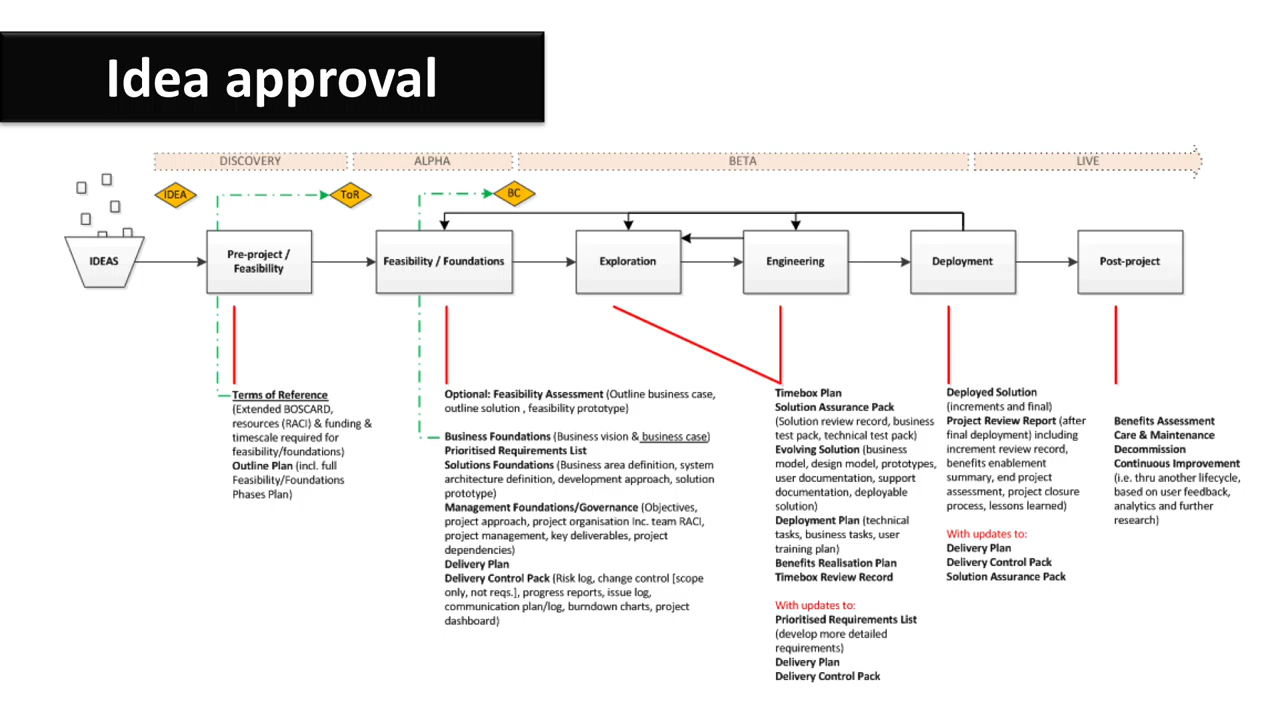 Idea approval
DISCOVERY
ALPHA
BETA
LIVE
IDEA
ToR
BC
IDEAS
Pre-project /
Feasibility
Feasibility / Foundations
Exploration
Engineering
Deployment
Post-project
Terms of Reference
(Extended BOSCARD,
resources (RACI) & funding &
timescale required for
feasibility/foundations)
Outline Plan (incl. full
Feasibility/Foundations
Phases Plan)
Optional: Feasibility Assessment (Outline business case,
outline solution , feasibility prototype)
Business Foundations (Business vision & business case)
Prioritised Requirements List
Solutions Foundations (Business area definition, system
architecture definition, development approach, solution
prototype)
Management Foundations/Governance (Objectives,
project approach, project organisation Inc. team RACI,
project management, key deliverables, project
dependencies)
Delivery Plan
Delivery Control Pack (Risk log, change control [scope
only, not reqs.], progress reports, issue log,
communication plan/log, burndown charts, project
dashboard)
Timebox Plan
Solution Assurance Pack
(Solution review record, business
test pack, technical test pack)
Evolving Solution (business
model, design model, prototypes,
user documentation, support
documentation, deployable
solution)
Deployment Plan (technical
tasks, business tasks, user
training plan)
Benefits Realisation Plan
Timebox Review Record
With updates to:
Prioritised Requirements List
(develop more detailed
requirements)
Delivery Plan
Delivery Control Pack
Deployed Solution
(increments and final)
Project Review Report (after
final deployment) including
increment review record,
benefits enablement
summary, end project
assessment, project closure
process, lessons learned)
With updates to:
Delivery Plan
Delivery Control Pack
Solution Assurance Pack
Benefits Assessment
Care & Maintenance
Decommission
Continuous Improvement
(i.e. thru another lifecycle,
based on user feedback,
analytics and further
research)